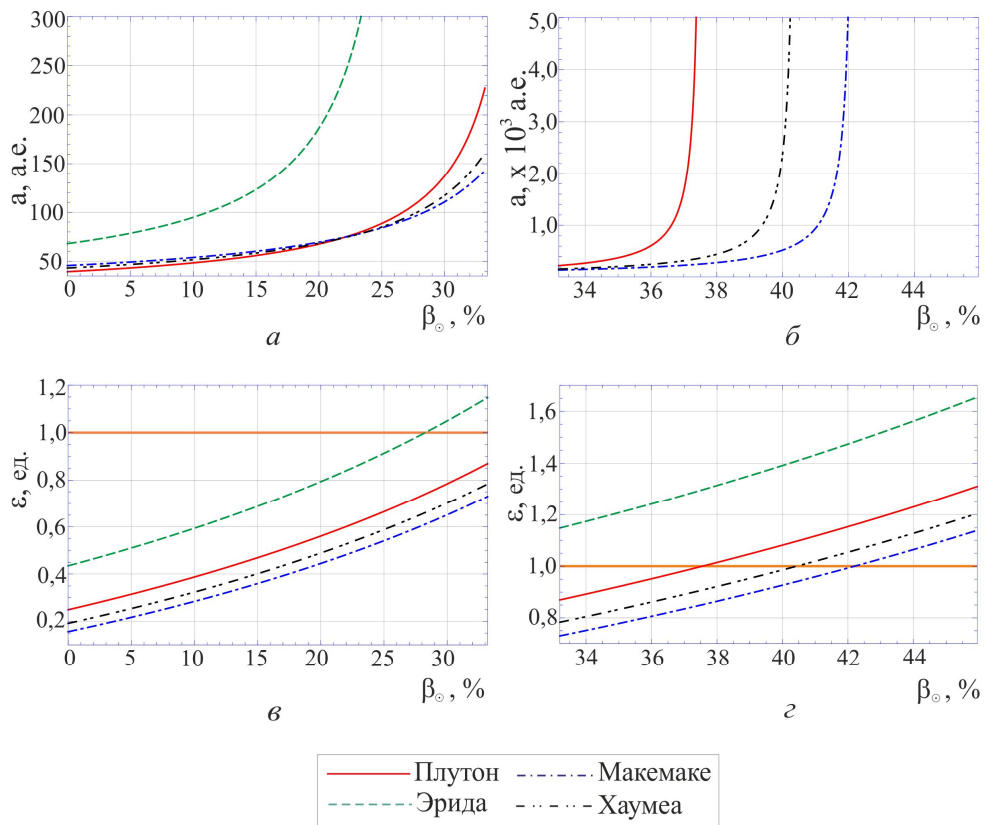 300
250
200
150
100
50
a, а.е.
0 5 10 15 20 25 30
β☉, %
а
5,0
4,0
3,0
2,0
1,0
a, x 10³ а.е.
34 36 38 40 42 44
β☉, %
б
1,2
1,0
0,8
0,6
0,4
0,2
ε, ед.
0 5 10 15 20 25 30
β☉, %
в
1,6
1,4
1,2
1,0
0,8
ε, ед.
34 36 38 40 42 44
β☉, %
г
Плутон Макемаке
Эрида Хаумеа